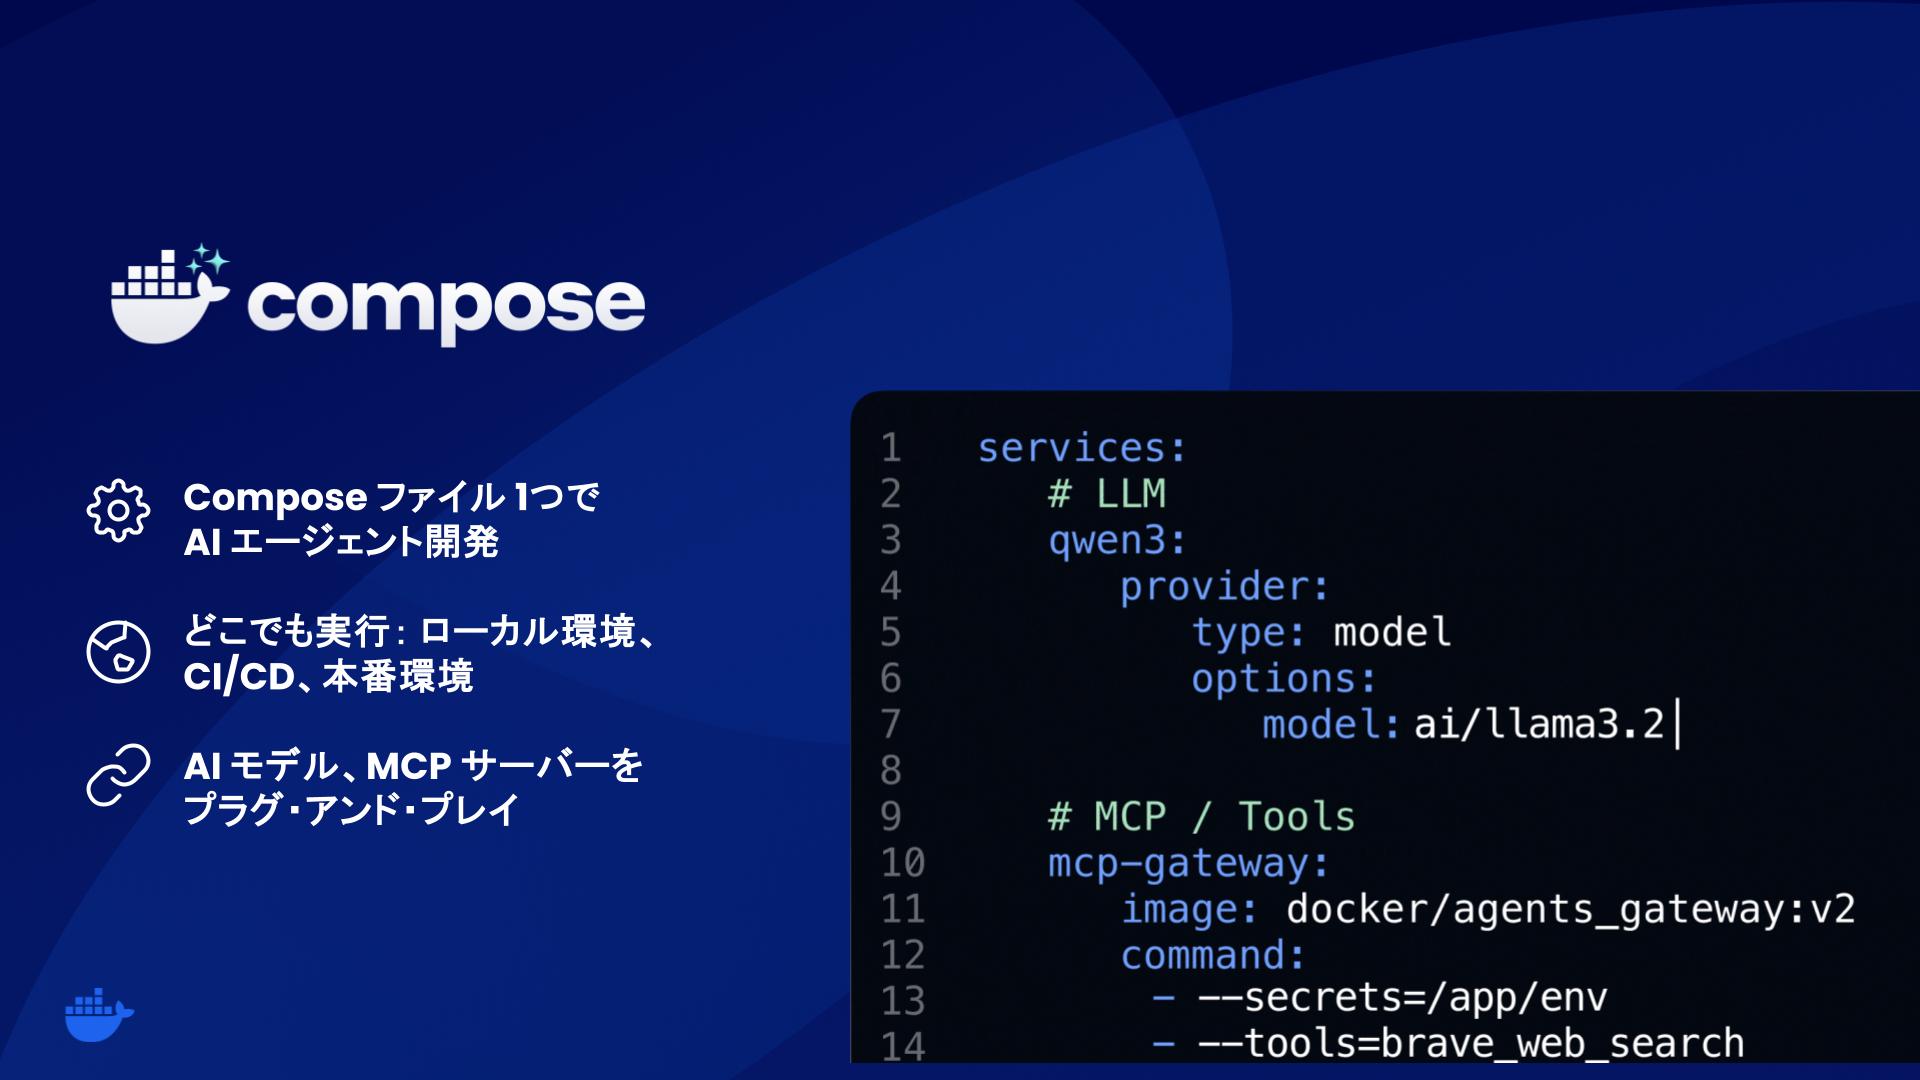 compose
Compose ファイル 1つで
AI エージェント開発
どこでも実行: ローカル環境、
CI/CD、本番環境
AI モデル、MCP サーバーを
プラグ・アンド・プレイ
1 services:
2 # LLM
3 qwen3:
4 provider:
5 type: model
6 options:
7 model: ai/llama3.2
8
9 # MCP / Tools
10 mcp-gateway:
11 image: docker/agents_gateway:v2
12 command:
13 - --secrets=/app/env
14 - --tools=brave_web_search